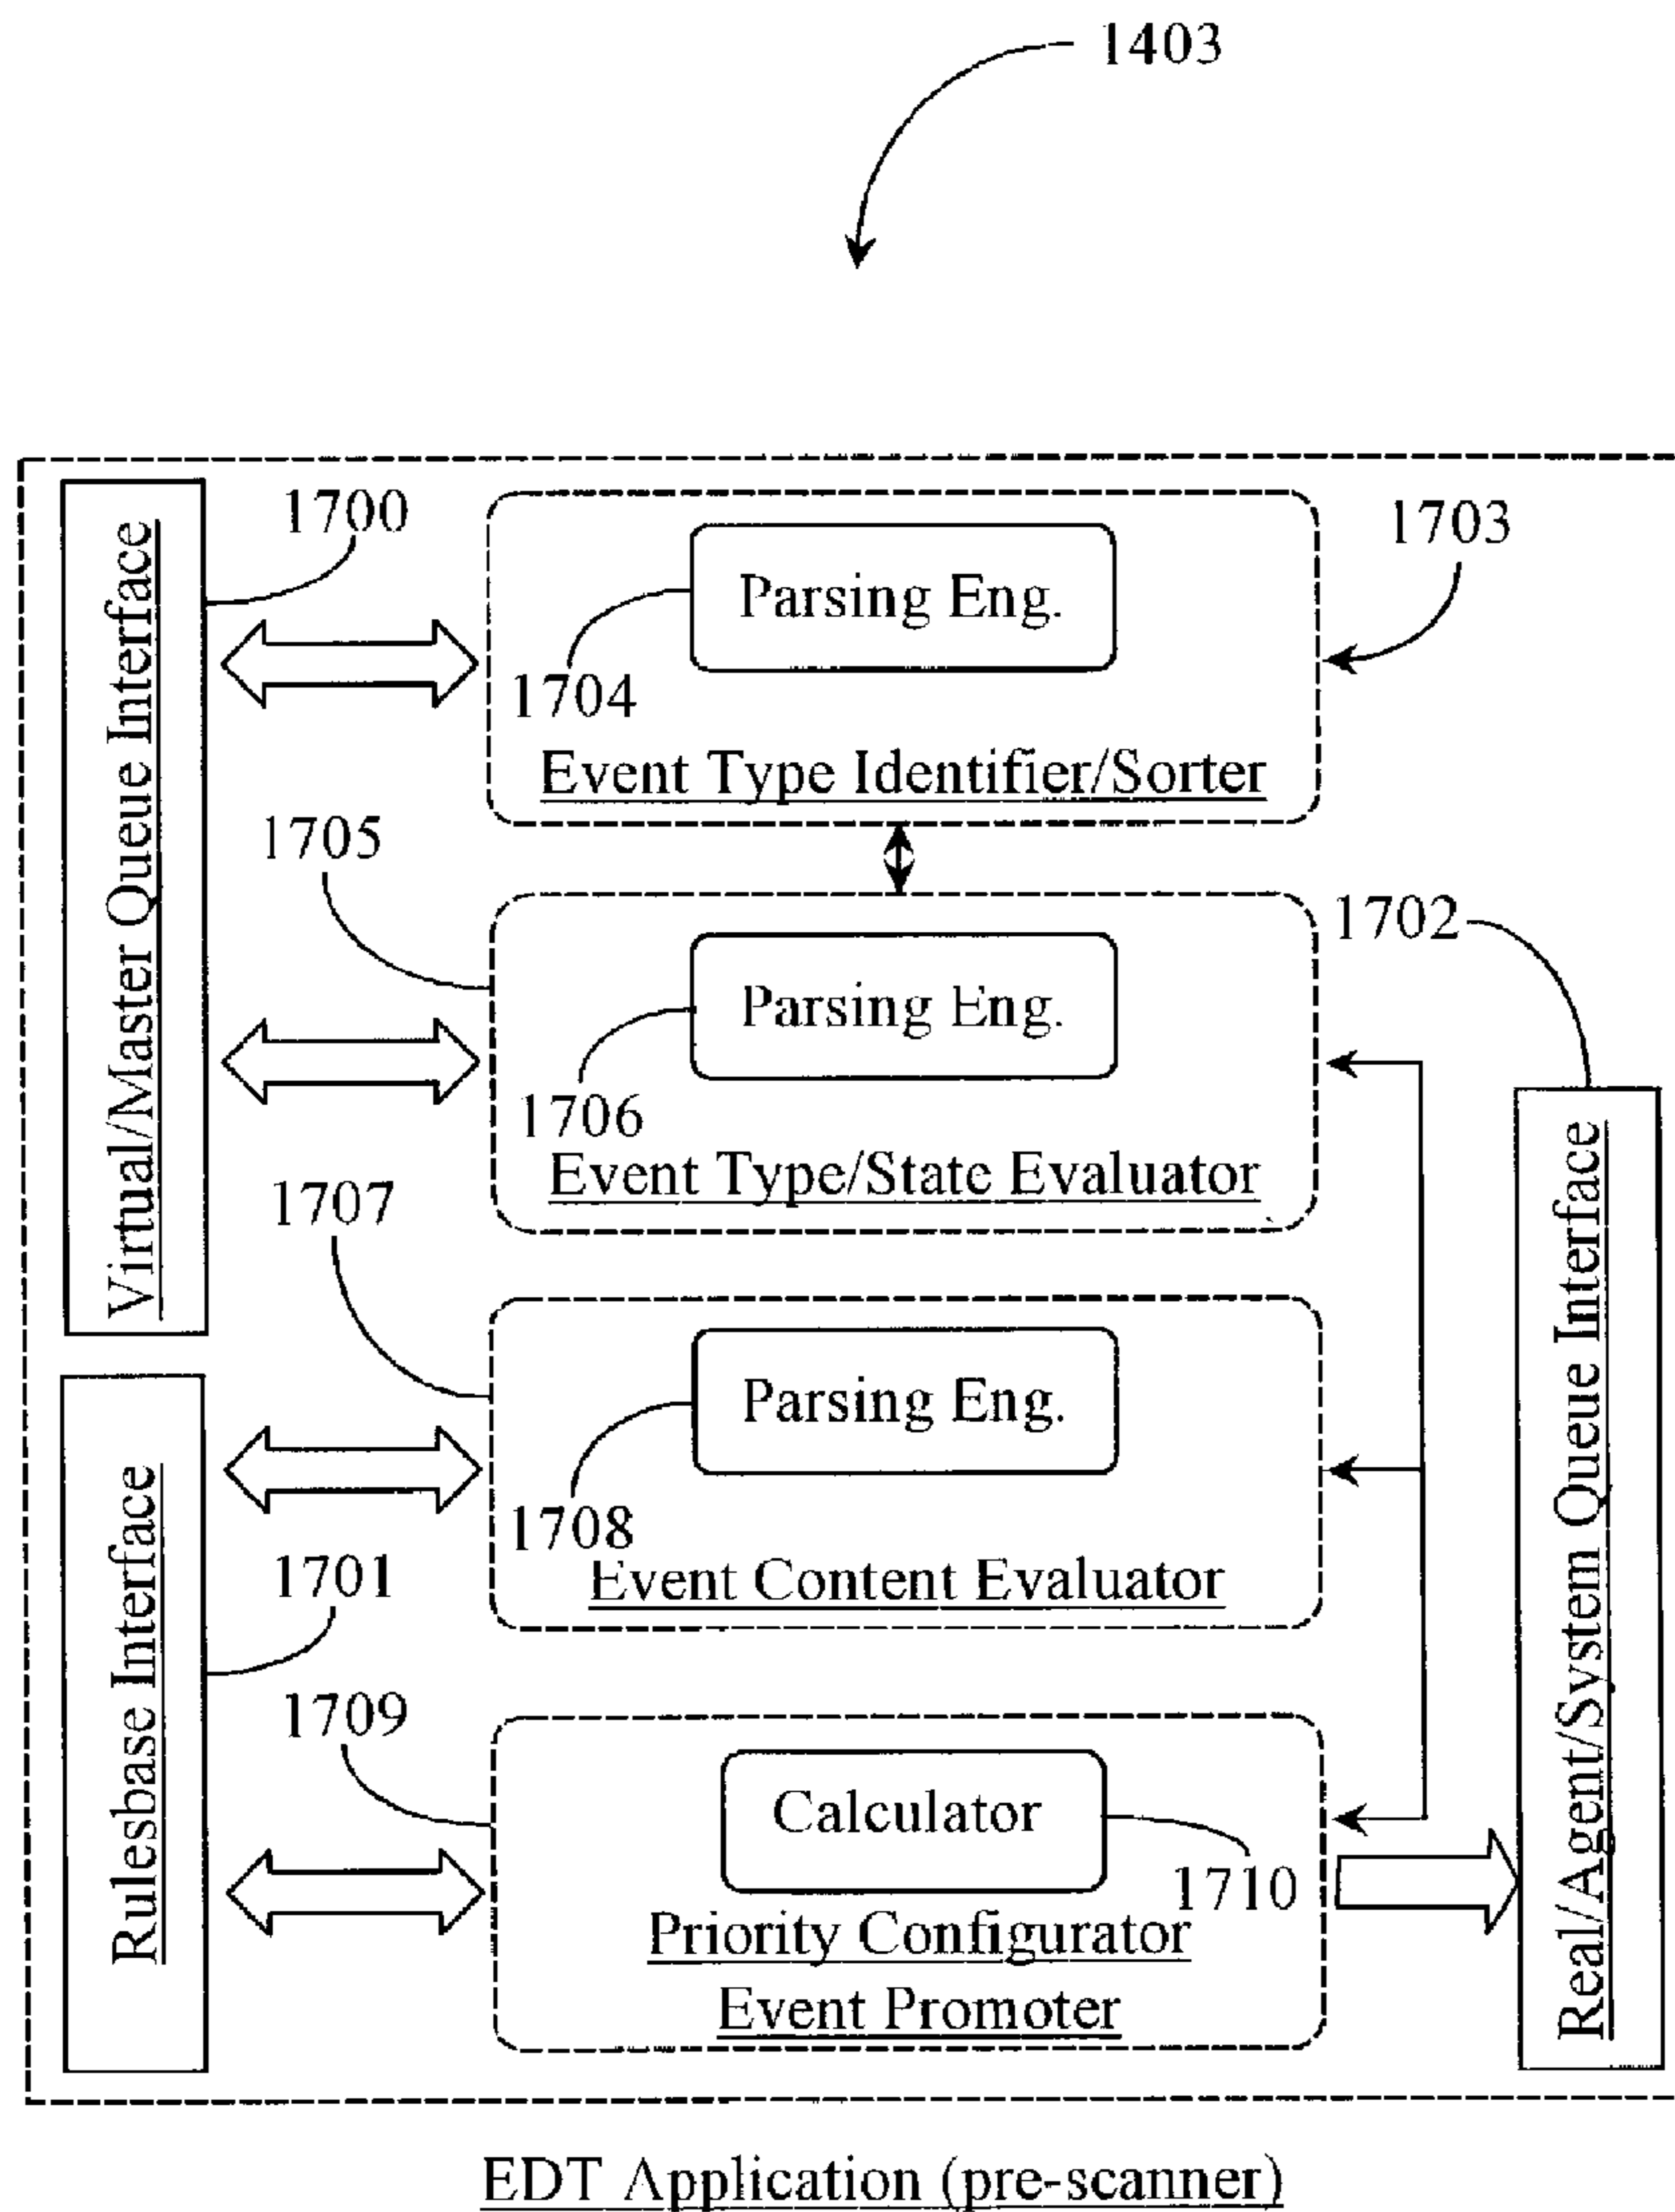 1403
1700
Virtual/Master Queue Interface
Parsing Eng.
1703
1704
Event Type Identifier/Sorter
1705
1702
Parsing Eng.
1706
Event Type/State Evaluator
1707
Parsing Eng.
Real/Agent/System Queue Interface
1708
Event Content Evaluator
1701
Rulesbase Interface
1709
Calculator
1710
Priority Configurator
Event Promoter
EDT Application (pre-scanner)